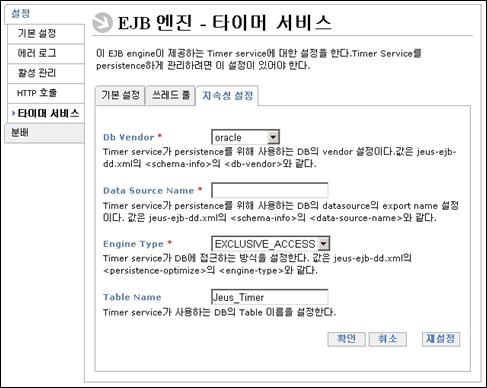 설정
기본 설정
에러 로그
활성 관리
HTTP 호출
타이머 서비스
분배
EJB 엔진 - 타이머 서비스
이 EJB engine이 제공하는 Timer service에 대한 설정을 한다.Timer Service를
persistence하게 관리하려면 이 설정이 있어야 한다.
기본 설정 쓰레드 풀 지속성 설정
Db Vendor * oracle
Timer service가 persistence를 위해 사용하는 DB의 vendor 설정이다.값은 jeus-ejb-
dd.xml의 <schema-info>의 <db-vendor>와 같다.
Data Source Name *
Timer service가 persistence를 위해 사용하는 DB의 datasource의 export name 설정
이다. 값은 jeus-ejb-dd.xml의 <schema-info>의 <data-source-name>와 같다.
Engine Type * EXCLUSIVE_ACCESS
Timer service가 DB에 접근하는 방식을 설정한다. 값은 jeus-ejb-dd.xml의
<persistence-optimize>의 <engine-type>와 같다.
Table Name Jeus_Timer
Timer service가 사용하는 DB의 Table 이름을 설정한다.
확인 취소 재설정